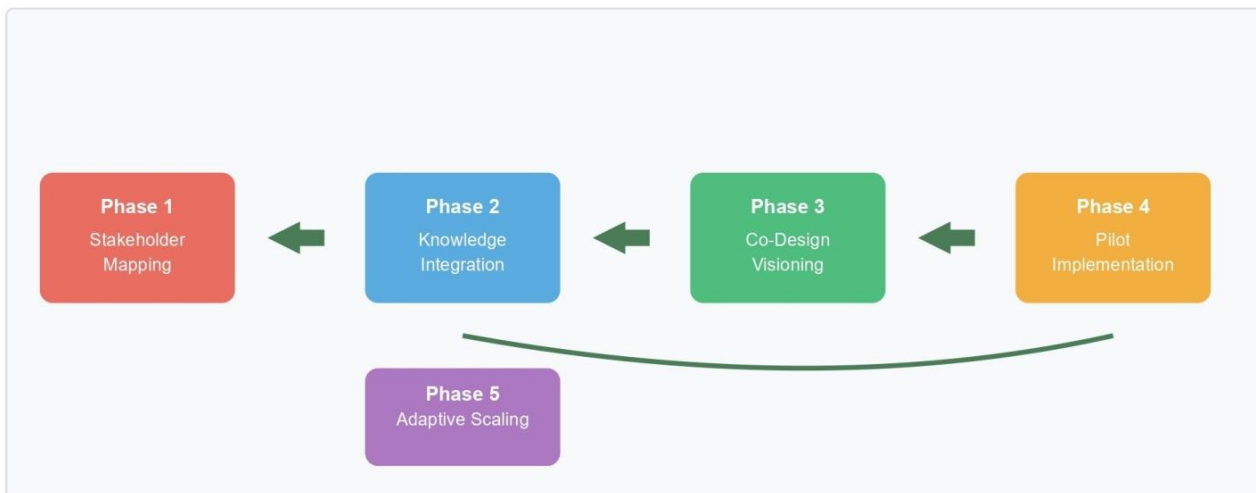 Phase 1
Stakeholder
Mapping
Phase 2
Knowledge
Integration
Phase 3
Co-Design
Visioning
Phase 4
Pilot
Implementation
Phase 5
Adaptive Scaling